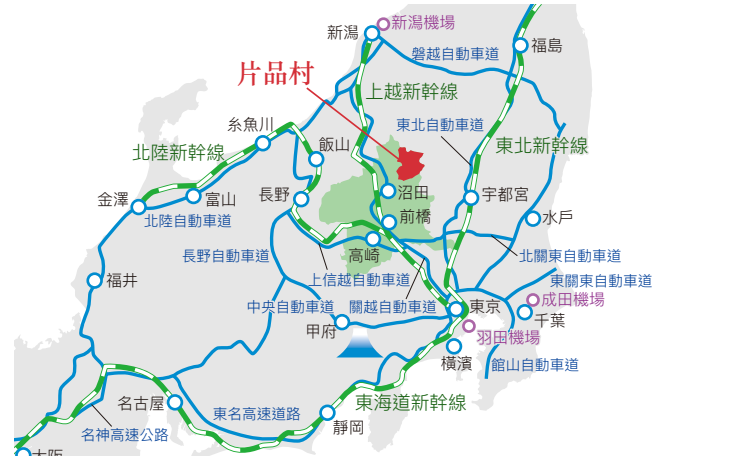 新潟機場
新潟
福島
磐越自動車道
片品村
上越新幹線
糸魚川
東北自動車道
飯山
東北新幹線
北陸新幹線
長野
沼田
宇都宮
金澤
富山
前橋
水戶
北陸自動車道
長野自動車道
高崎
北關東自動車道
福井
上信越自動車道
東關東自動車道
中央自動車道
關越自動車道
東京
成田機場
千葉
甲府
羽田機場
橫濱
館山自動車道
名古屋
東名高速道路
東海道新幹線
靜岡
名神高速公路
大阪